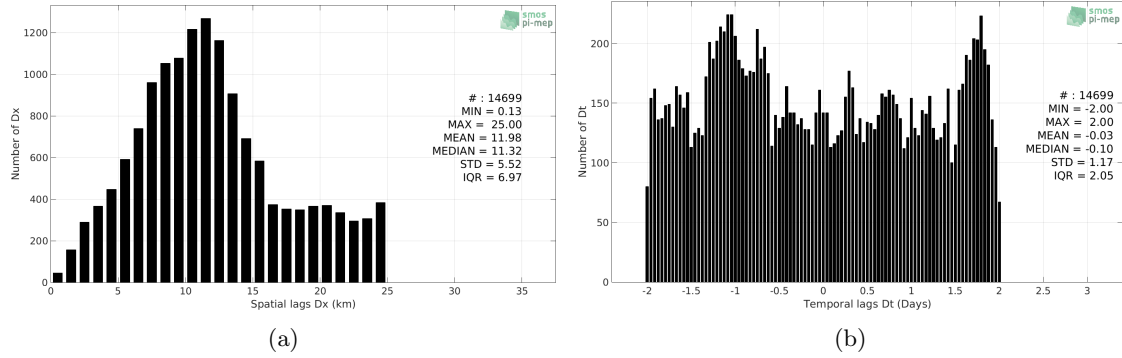 smos
pi-mep
1200
1000
800
600
400
200
0
Number of Dx
# : 14699
MIN = 0.13
MAX = 25.00
MEAN = 11.98
MEDIAN = 11.32
STD = 5.52
IQR = 6.97
0 5 10 15 20 25 30 35
Spatial lags Dx (km)
(a)
smos
pi-mep
200
150
100
50
0
Number of Dt
# : 14699
MIN = -2.00
MAX = 2.00
MEAN = -0.03
MEDIAN = -0.10
STD = 1.17
IQR = 2.05
-2 -1.5 -1 -0.5 0 0.5 1 1.5 2 2.5 3
Temporal lags Dt (Days)
(b)